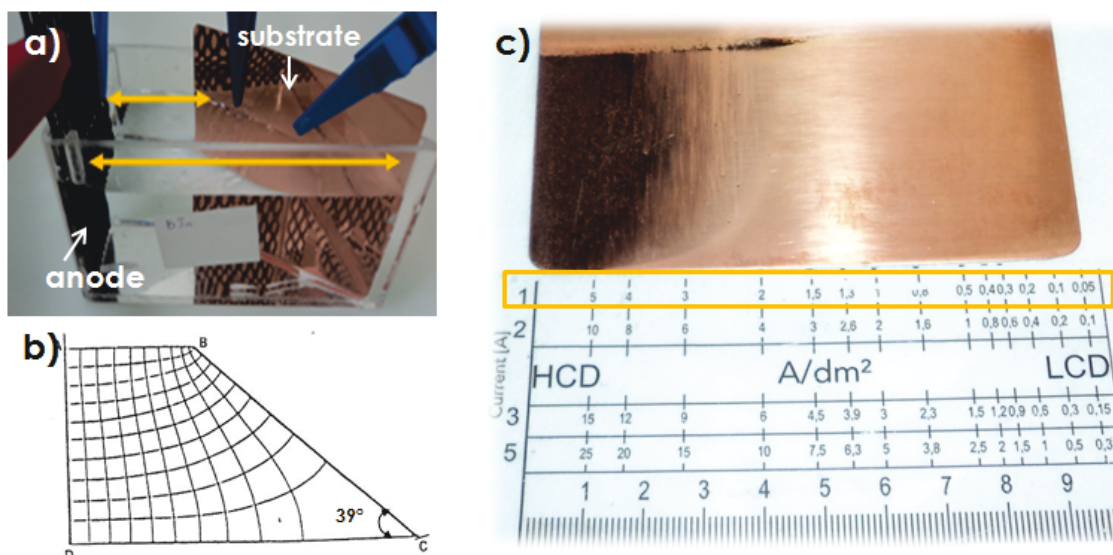 a)
substrate
anode
b)
B
39°
D
C
c)
1 5 4 3 2 1,5 1,3 1 0,8 0,5 0,4 0,3 0,2 0,1 0,05
2 10 8 6 4 3 2,6 2 1,6 1 0,8 0,6 0,4 0,2 0,1
Current [A]
HCD A/dm² LCD
3 15 12 9 6 4,5 3,9 3 2,3 1,5 1,2 0,9 0,6 0,3 0,15
5 25 20 15 10 7,5 6,3 5 3,8 2,5 2 1,5 1 0,5 0,3
1 2 3 4 5 6 7 8 9